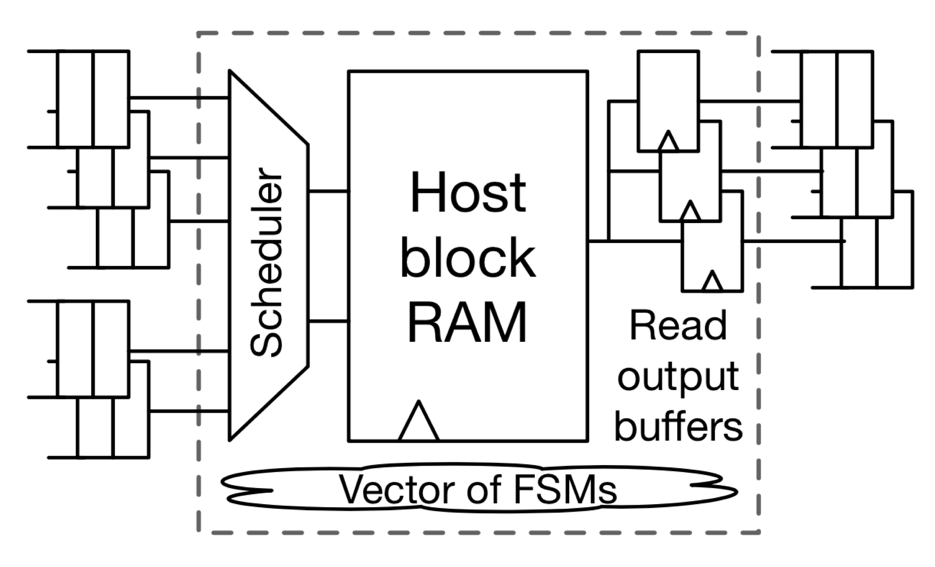 Scheduler
Host
block
RAM
Read
output
buffers
Vector of FSMs